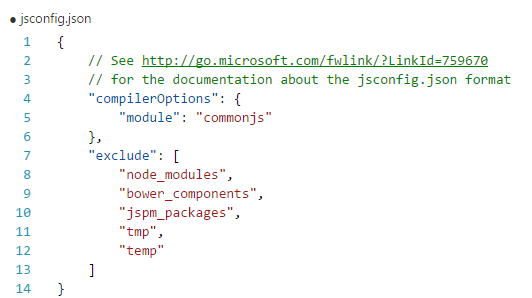 ● jsconfig.json
1 {
2 // See http://go.microsoft.com/fwlink/?LinkId=759670
3 // for the documentation about the jsconfig.json format
4 "compilerOptions": {
5 "module": "commonjs"
6 },
7 "exclude": [
8 "node_modules",
9 "bower_components",
10 "jspm_packages",
11 "tmp",
12 "temp"
13 ]
14 }